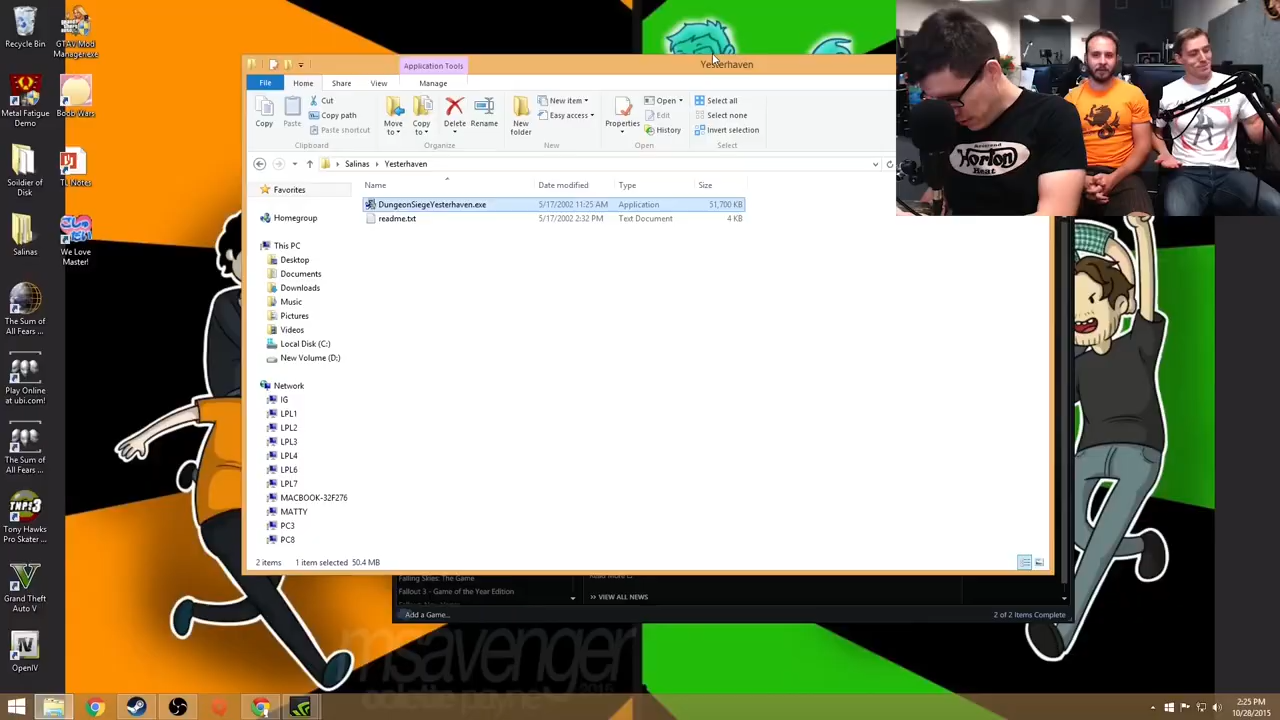 Recycle Bin
GTAV Mod
Manager.exe
Metal Fatigue
Demo
Boob Wars
Soldier of
TL Notes
Salinas
We Love
Master!
The Sum of
All Fears ...
Play Online
at ubi.com!
The Sum of
All Fears ...
THPS3
Tony Hawks
Pro Skater ...
Grand Theft
Auto V
OpenIV
Application Tools
Yesterhaven
File
Home
Share
View
Manage
Copy
Paste
Cut
Copy path
Paste shortcut
Clipboard
Move
to
Copy
to
Delete
Rename
Organize
New
folder
New item
Easy access
New
Properties
Open
Edit
History
Open
Select all
Select none
Invert selection
Select
Salinas
Yesterhaven
Favorites
Homegroup
This PC
Desktop
Documents
Downloads
Music
Pictures
Videos
Local Disk (C:)
New Volume (D:)
Network
IG
LPL1
LPL2
LPL3
LPL4
LPL6
LPL7
MACBOOK-32F276
MATTY
PC3
PC8
Name Date modified Type Size
DungeonSiegeYesterhaven.exe 5/17/2002 11:25 AM Application 51,700 KB
readme.txt 5/17/2002 2:32 PM Text Document 4 KB
2 items 1 item selected 50.4 MB
Falling Skies: The Game
Fallout 3 - Game of the Year Edition
>> VIEW ALL NEWS
Add a Game...
2 of 2 Items Complete
Horton
Beat
2:25 PM
10/28/2015